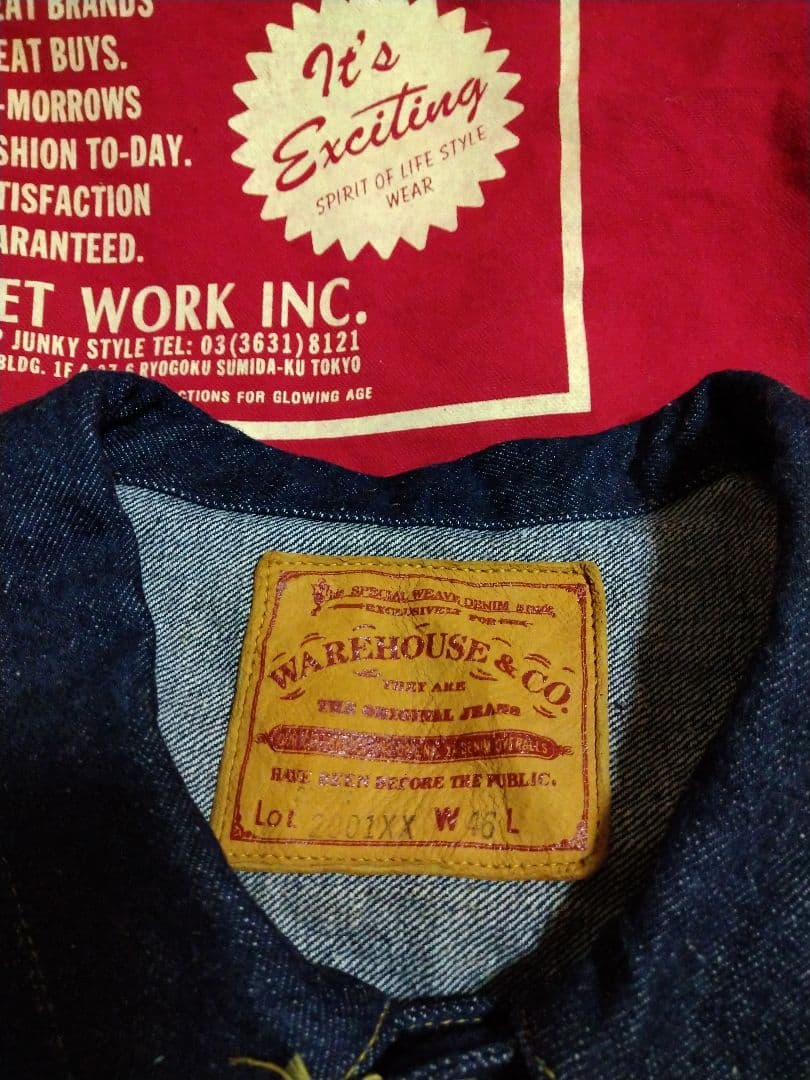 EAT BRANDS
EAT BUYS.
-MORROWS
SHION TO-DAY.
TISFACTION
ARANTEED.
It's
Exciting
SPIRIT OF LIFE STYLE
WEAR
ET WORK INC.
JUNKY STYLE TEL: 03(3631)8121
BLDG. 1F RYOGOKU SUMIDA-KU TOKYO
CTIONS FOR GLOWING AGE
The SPECIAL WEAVE DENIM
EXCLUSIVELY FOR
WAREHOUSE & CO.
THEY ARE
THE ORIGINAL JEANS
OVERALLS
HAVE BEEN BEFORE THE PUBLIC.
Lot 2001XX W 46 L